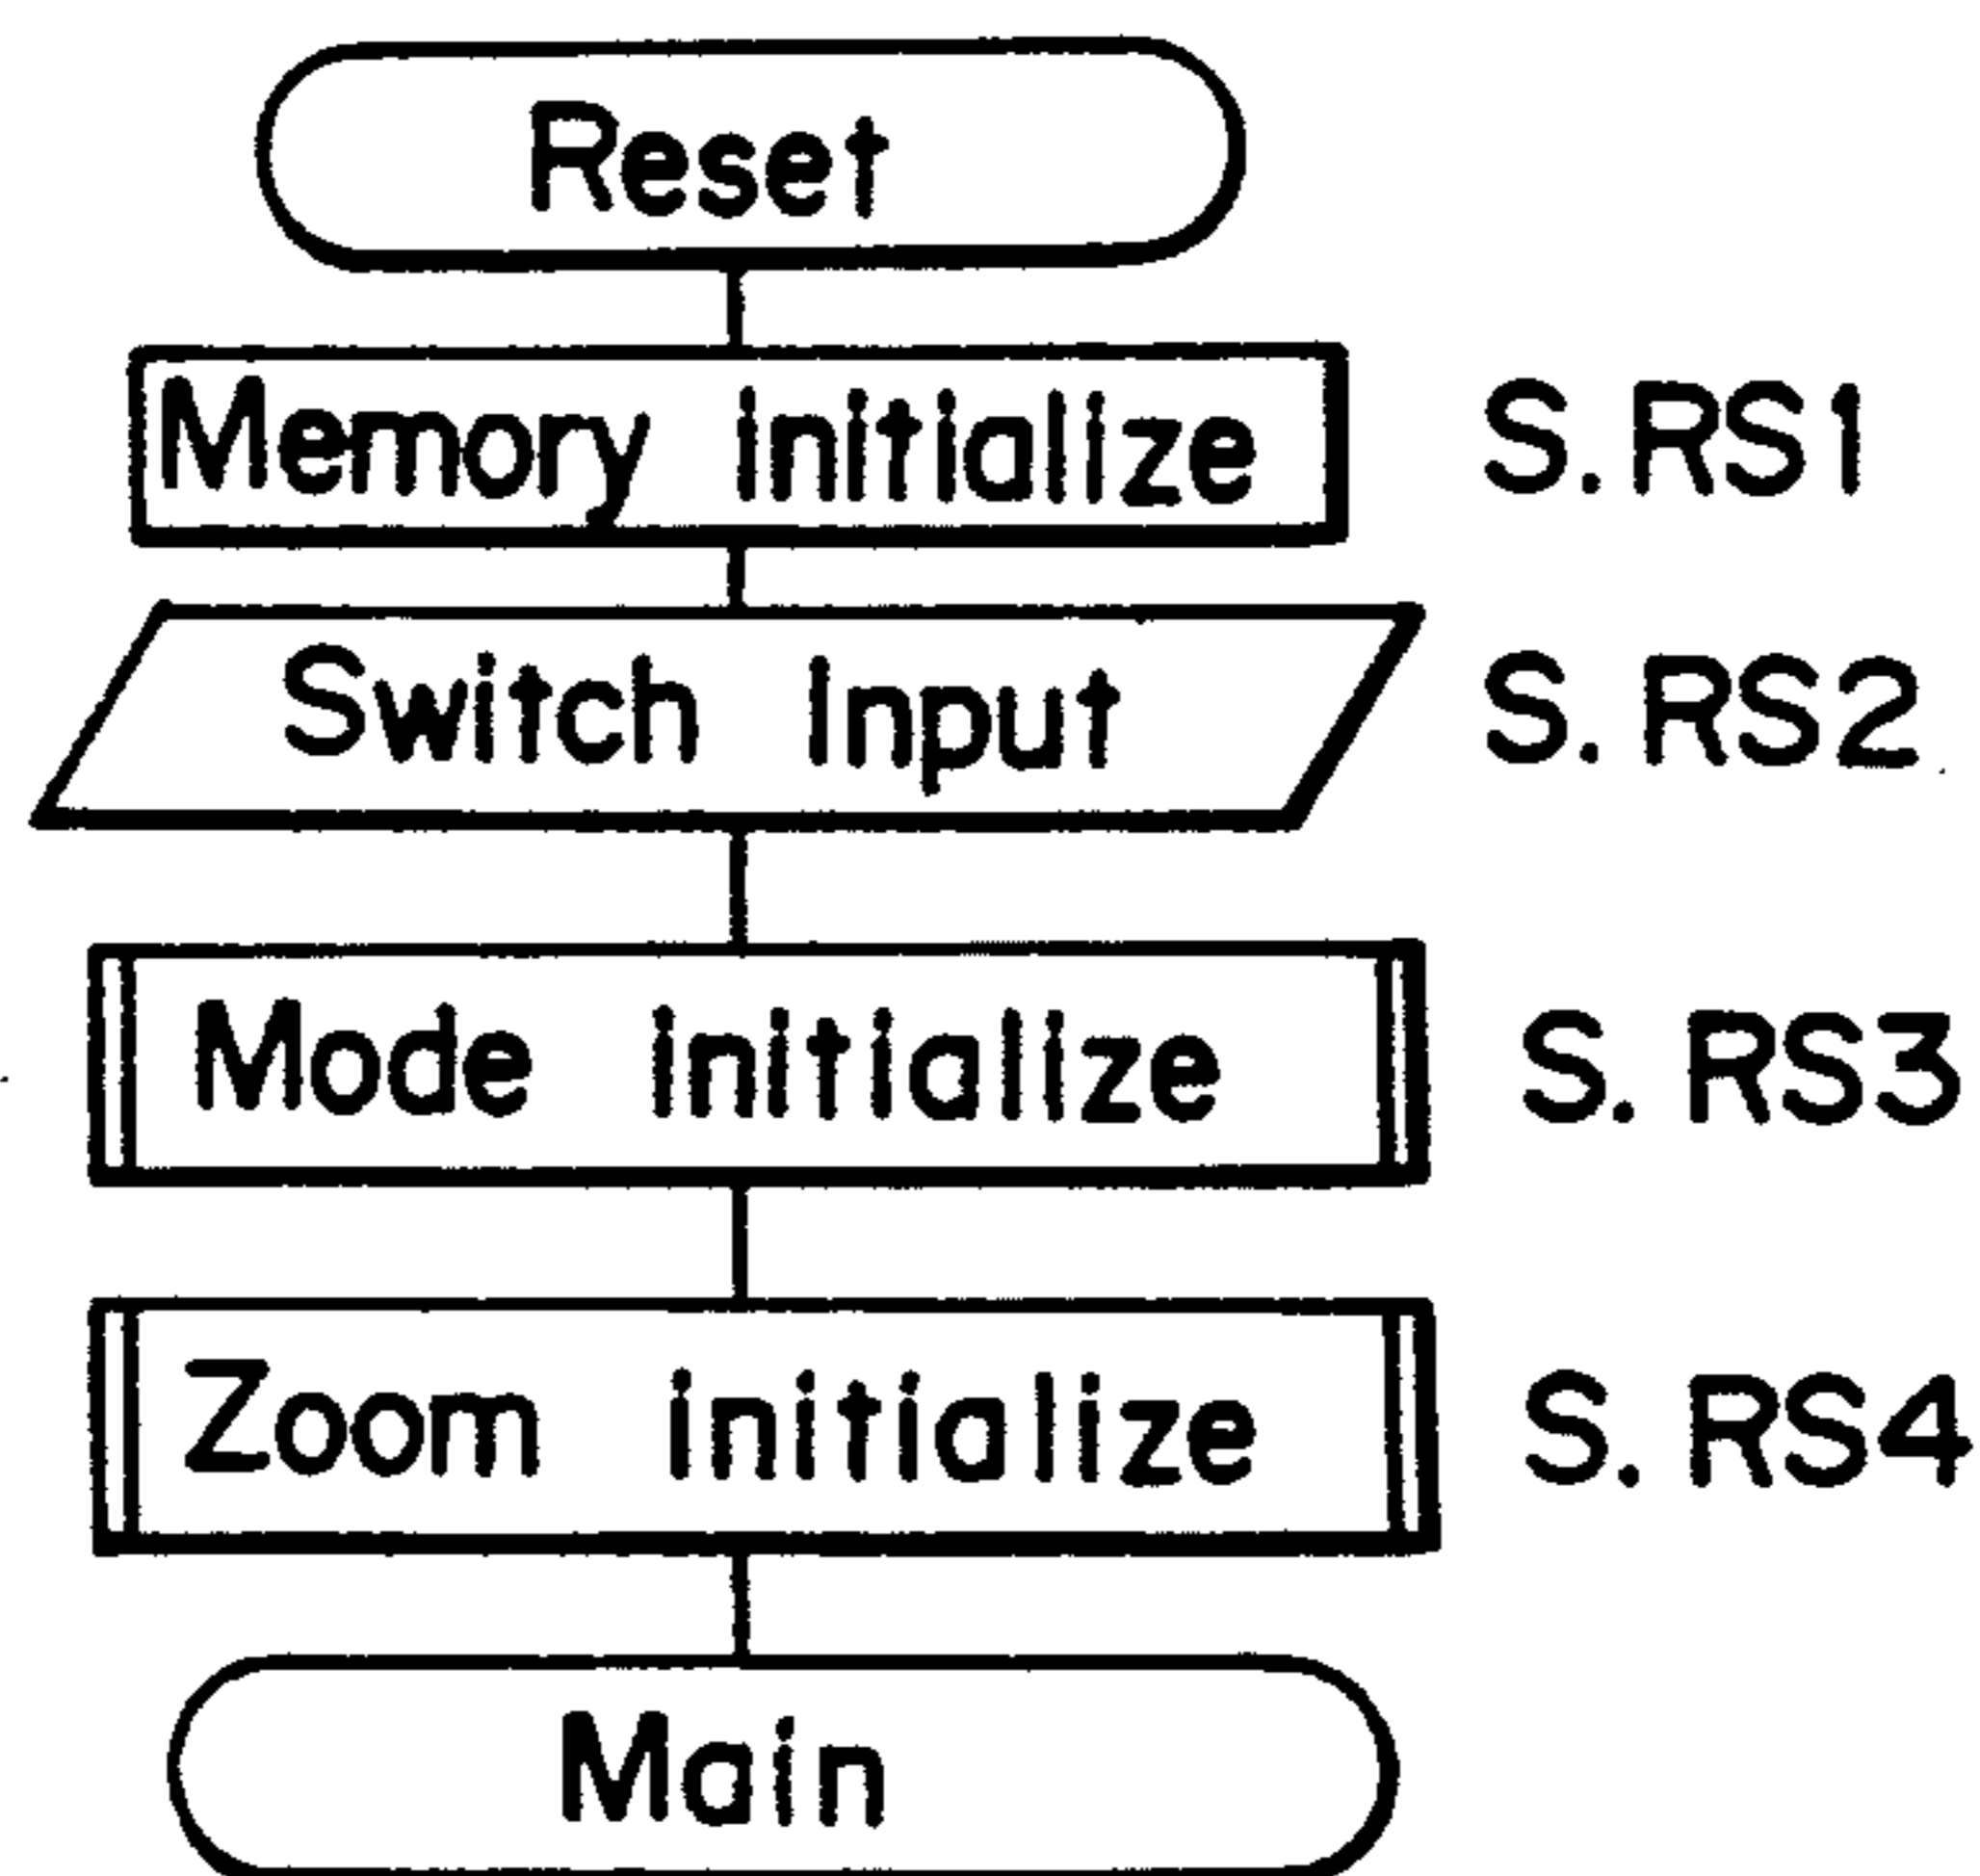 Reset
Memory initialize S.RS1
Switch Input S.RS2
Mode initialize S.RS3
Zoom initialize S.RS4
Main